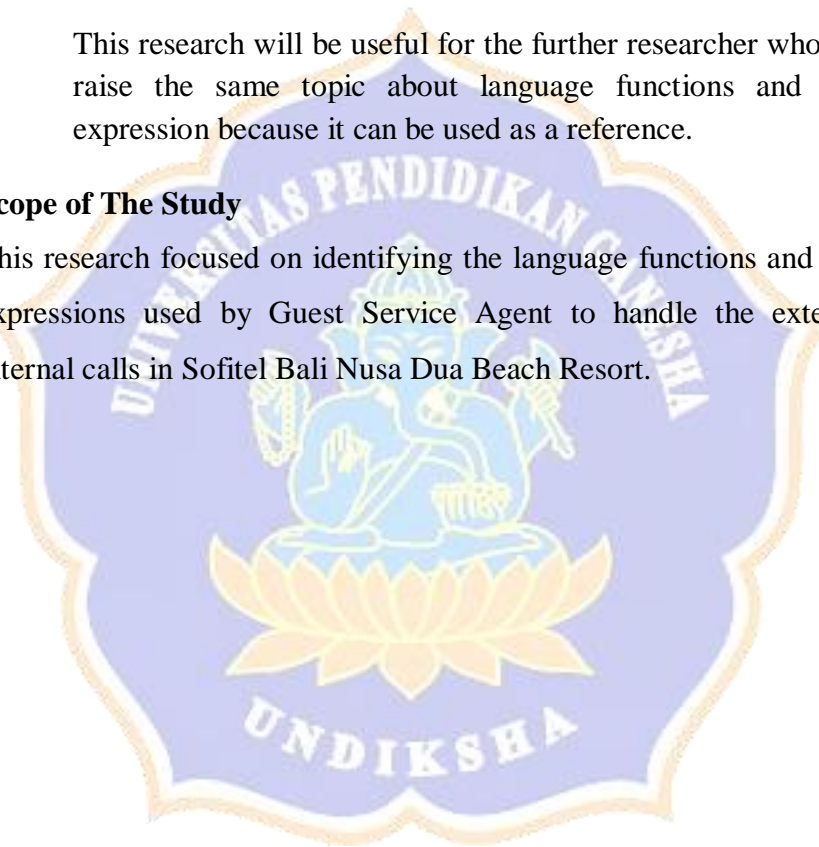 This research will be useful for the further researcher who
raise the same topic about language functions and
expression because it can be used as a reference.
cope of The Study
his research focused on identifying the language functions and
xpressions used by Guest Service Agent to handle the exte
nternal calls in Sofitel Bali Nusa Dua Beach Resort.
UNIVERSITAS PENDIDIKAN GANESHA
UNDIKSHA